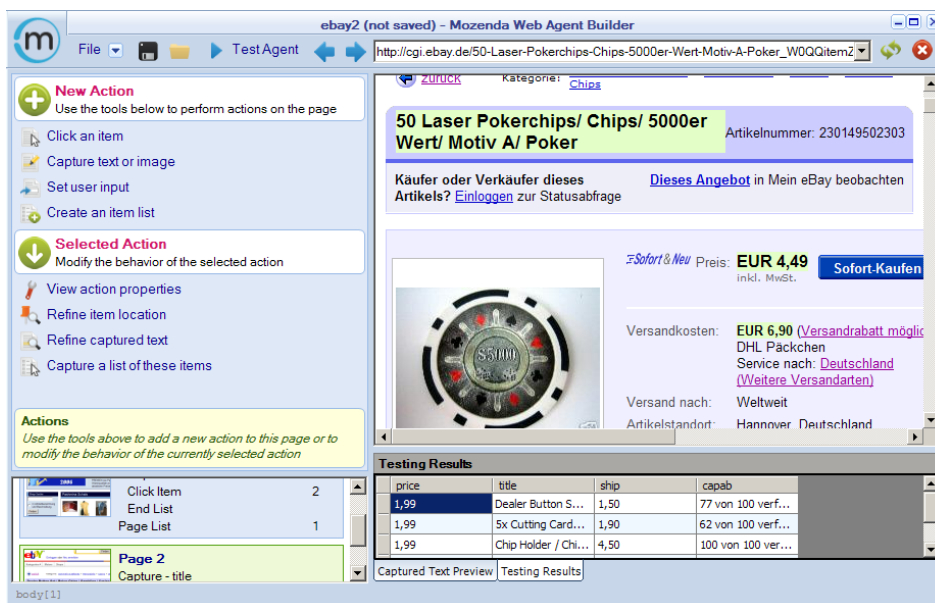 ebay2 (not saved) - Mozenda Web Agent Builder
m
File
Test Agent
http://cgi.ebay.de/50-Laser-Pokerchips-Chips-5000er-Wert-Motiv-A-Poker_W0QQitemZ
New Action
Use the tools below to perform actions on the page
Click an item
Capture text or image
Set user input
Create an item list
Selected Action
Modify the behavior of the selected action
View action properties
Refine item location
Refine captured text
Capture a list of these items
Actions
Use the tools above to add a new action to this page or to
modify the behavior of the currently selected action
Click Item 2
End List
Page List 1
Page 2
Capture - title
body[1]
zurück Kategorie:
Chips
50 Laser Pokerchips/ Chips/ 5000er
Wert/ Motiv A/ Poker
Artikelnummer: 230149502303
Käufer oder Verkäufer dieses
Artikels? Einloggen zur Statusabfrage
Dieses Angebot in Mein eBay beobachten
Sofort & Neu Preis: EUR 4,49
inkl. MwSt.
Sofort-Kaufen
$5000
Versandkosten: EUR 6,90 (Versandrabatt möglic
DHL Päckchen
Service nach: Deutschland
(Weitere Versandarten)
Versand nach: Weltweit
Artikelstandort: Hannover, Deutschland
Testing Results
price title ship capab
1,99 Dealer Button S... 1,50 77 von 100 verf...
1,99 5x Cutting Card... 1,90 62 von 100 verf...
1,99 Chip Holder / Chi... 4,50 100 von 100 ver...
Captured Text Preview Testing Results